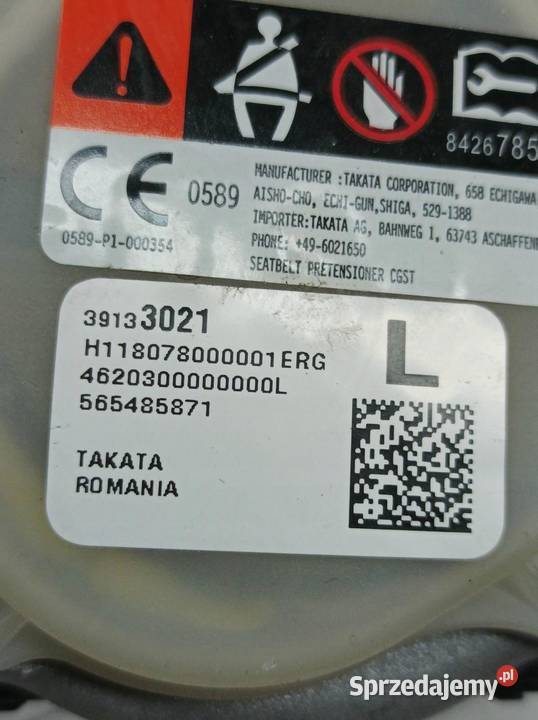 8426785
CE 0589
0589-P1-000354
MANUFACTURER :TAKATA CORPORATION, 658 ECHIGAWA
AISHO-CHO, ECHI-GUN,SHIGA, 529-1388
IMPORTER:TAKATA AG, BAHNWEG 1, 63743 ASCHAFFEN
PHONE: +49-6021650
SEATBELT PRETENSIONER CGST
39133021
L
H118078000001ERG
4620300000000L
565485871
TAKATA
ROMANIA
Sprzedajemy.pl